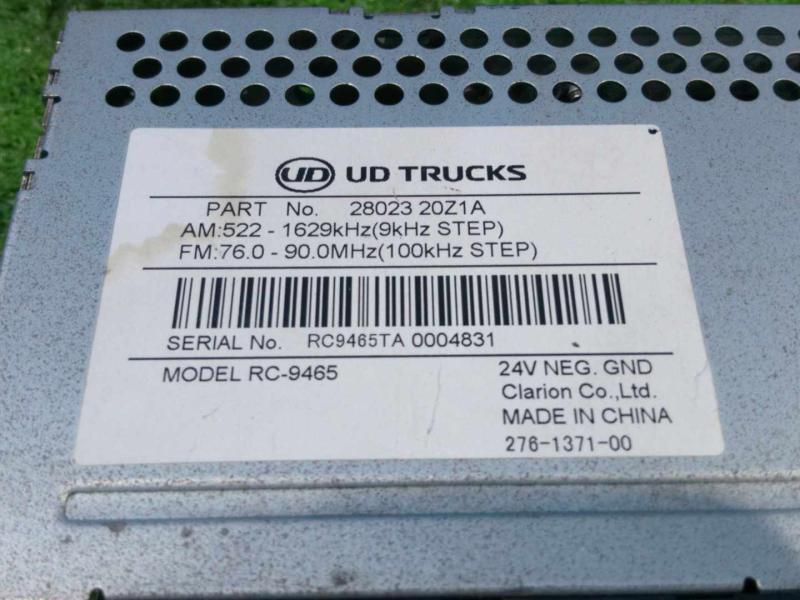 UD UD TRUCKS
PART No. 28023 20Z1A
AM:522 - 1629kHz(9kHz STEP)
FM:76.0 - 90.0MHz(100kHz STEP)
SERIAL No. RC9465TA 0004831
MODEL RC-9465
24V NEG. GND
Clarion Co.,Ltd.
MADE IN CHINA
276-1371-00